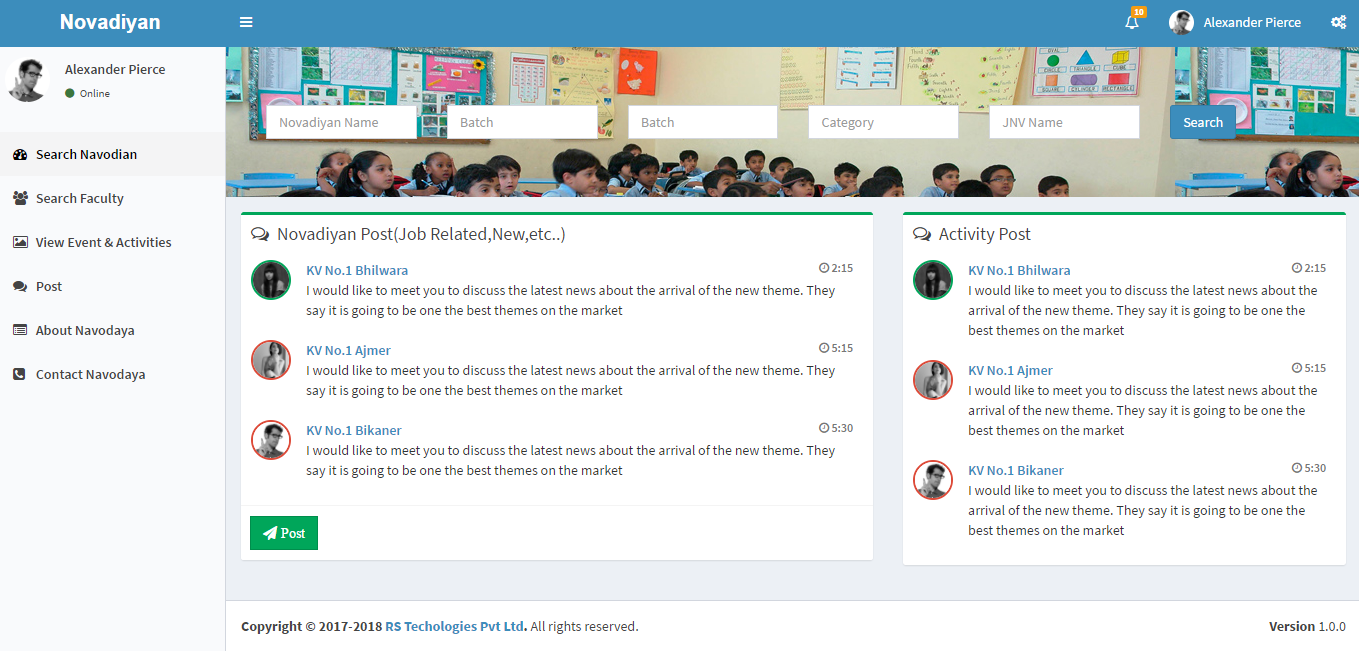 Novadiyan
10
Alexander Pierce
Alexander Pierce
Online
Search Navodian
Search Faculty
View Event & Activities
Post
About Navodaya
Contact Navodaya
Novadiyan Name
Batch
Batch
Category
JNV Name
Search
OVAL
CIRCLE
TRIANGLE
CUBE
SQUARE
CYLINDER
RECTANGLE
Novadiyan Post(Job Related,New,etc..)
KV No.1 Bhilwara
2:15
I would like to meet you to discuss the latest news about the arrival of the new theme. They
say it is going to be one the best themes on the market
KV No.1 Ajmer
5:15
I would like to meet you to discuss the latest news about the arrival of the new theme. They
say it is going to be one the best themes on the market
KV No.1 Bikaner
5:30
I would like to meet you to discuss the latest news about the arrival of the new theme. They
say it is going to be one the best themes on the market
Post
Activity Post
KV No.1 Bhilwara
2:15
I would like to meet you to discuss the latest news about the
arrival of the new theme. They say it is going to be one the
best themes on the market
KV No.1 Ajmer
5:15
I would like to meet you to discuss the latest news about the
arrival of the new theme. They say it is going to be one the
best themes on the market
KV No.1 Bikaner
5:30
I would like to meet you to discuss the latest news about the
arrival of the new theme. They say it is going to be one the
best themes on the market
Copyright © 2017-2018 RS Techologies Pvt Ltd. All rights reserved.
Version 1.0.0